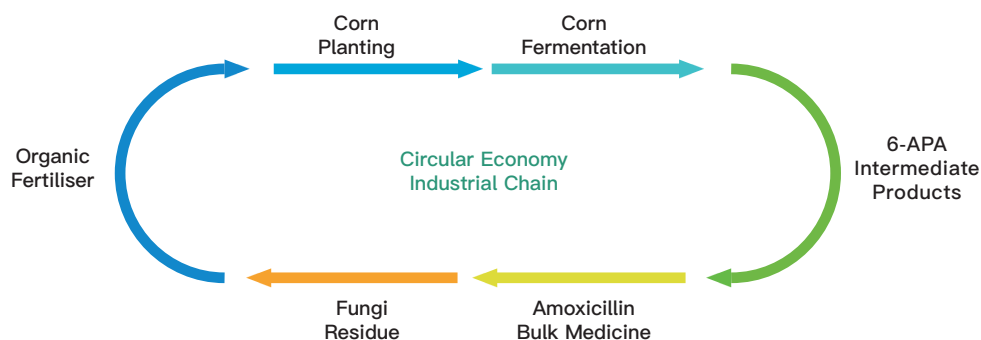 Corn
Planting
Corn
Fermentation
6-APA
Intermediate
Products
Amoxicillin
Bulk Medicine
Fungi
Residue
Organic
Fertiliser
Circular Economy
Industrial Chain